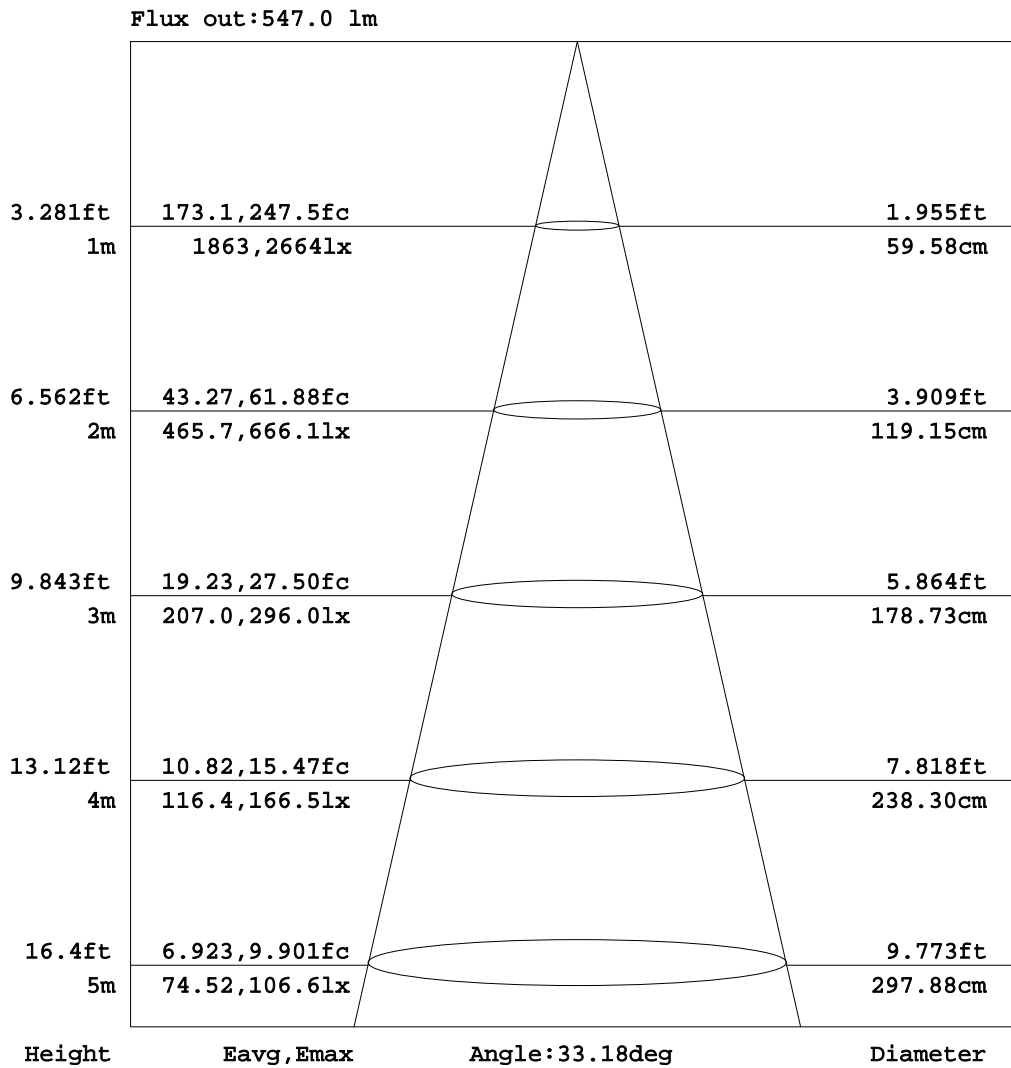 Flux out:547.0 lm
3.281ft 173.1,247.5fc 1.955ft
1m 1863,2664lx 59.58cm
6.562ft 43.27,61.88fc 3.909ft
2m 465.7,666.1lx 119.15cm
9.843ft 19.23,27.50fc 5.864ft
3m 207.0,296.0lx 178.73cm
13.12ft 10.82,15.47fc 7.818ft
4m 116.4,166.5lx 238.30cm
16.4ft 6.923,9.901fc 9.773ft
5m 74.52,106.6lx 297.88cm
Height Eavg,Emax Angle:33.18deg Diameter